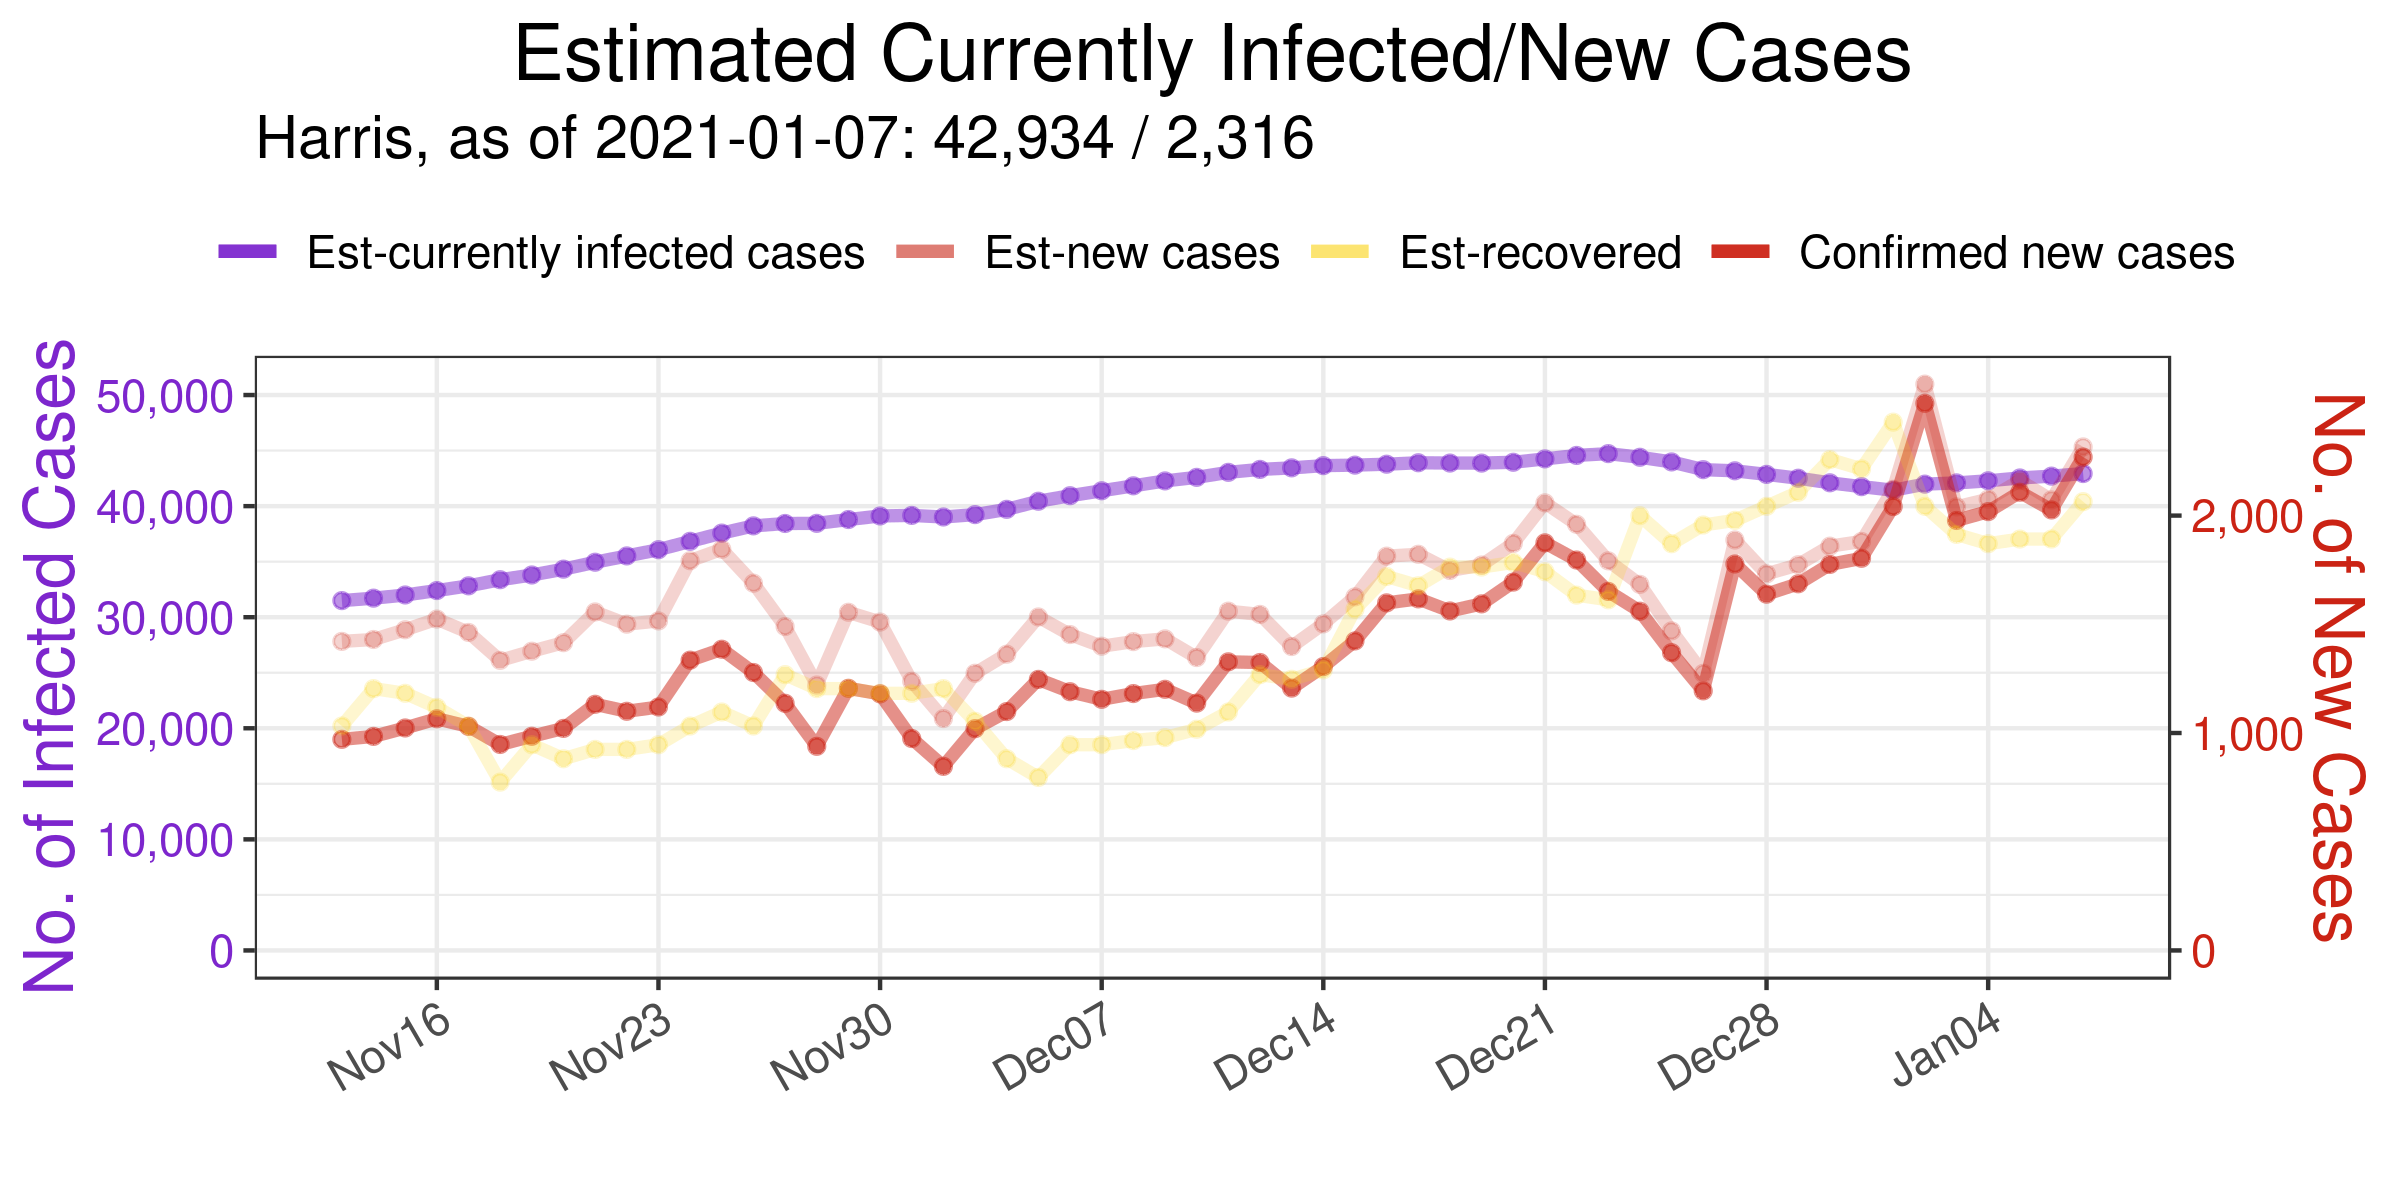 Estimated Currently Infected/New Cases
Harris, as of 2021-01-07: 42,934 / 2,316
Est-currently infected cases
Est-new cases
Est-recovered
Confirmed new cases
No. of Infected Cases
50,000
40,000
30,000
20,000
10,000
0
2,000
1,000
0
No. of New Cases
Nov16
Nov23
Nov30
Dec07
Dec14
Dec21
Dec28
Jan04